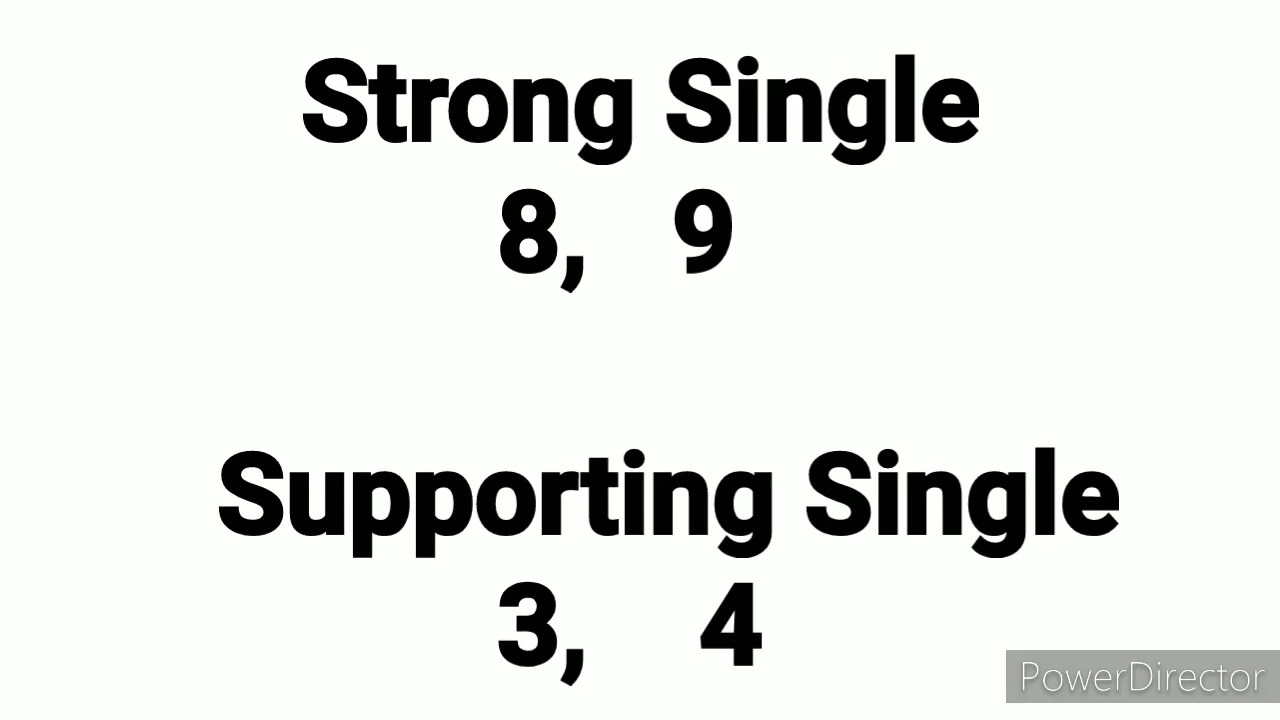 Strong Single
8, 9
Supporting Single
3, 4
PowerDirector